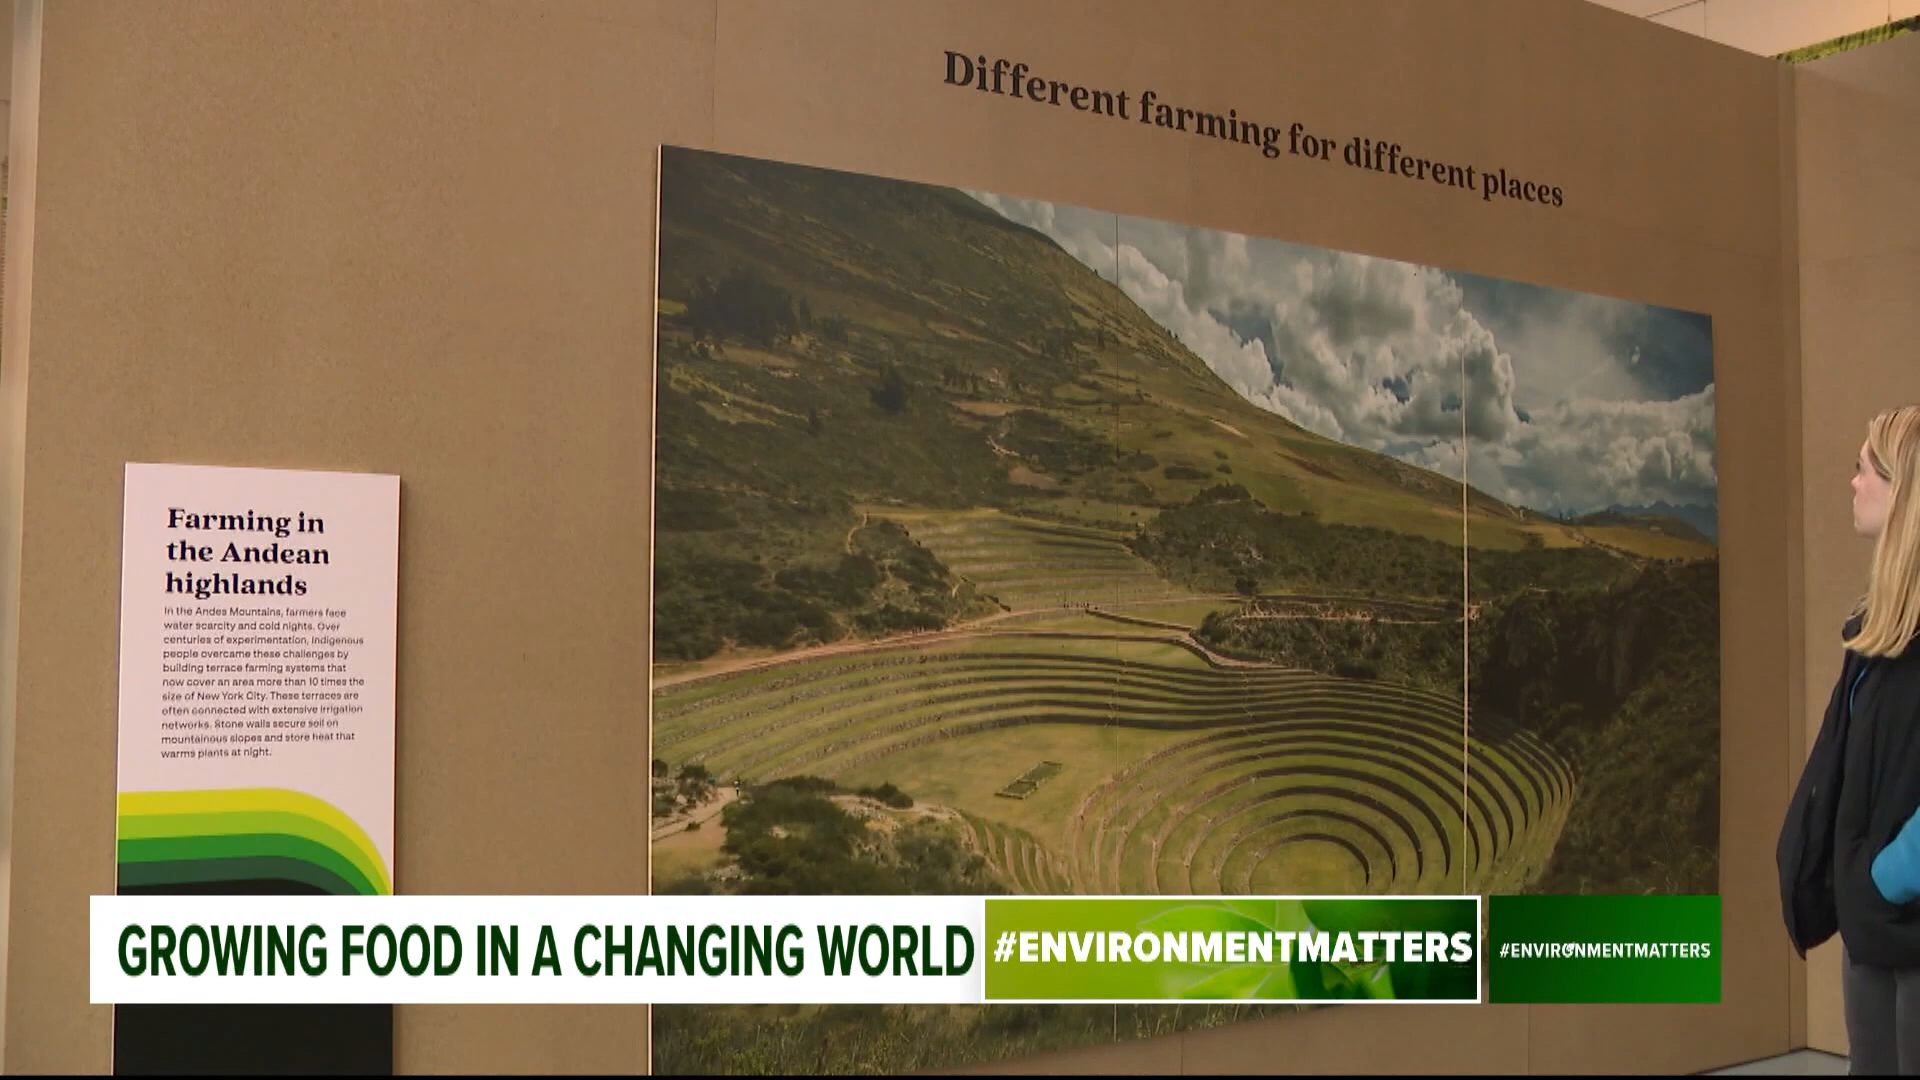 Different farming for different places
Farming in
the Andean
highlands
In the Andes Mountains, farmers face
water scarcity and cold nights. Over
centuries of experimentation, Indigenous
people overcame these challenges by
building terrace farming systems that
now cover an area more than 10 times the
size of New York City. These terraces are
often connected with extensive irrigation
networks. Stone walls secure soil on
mountainous slopes and store heat that
warms plants at night.
GROWING FOOD IN A CHANGING WORLD
#ENVIRONMENTMATTERS
#ENVIRONMENTMATTERS